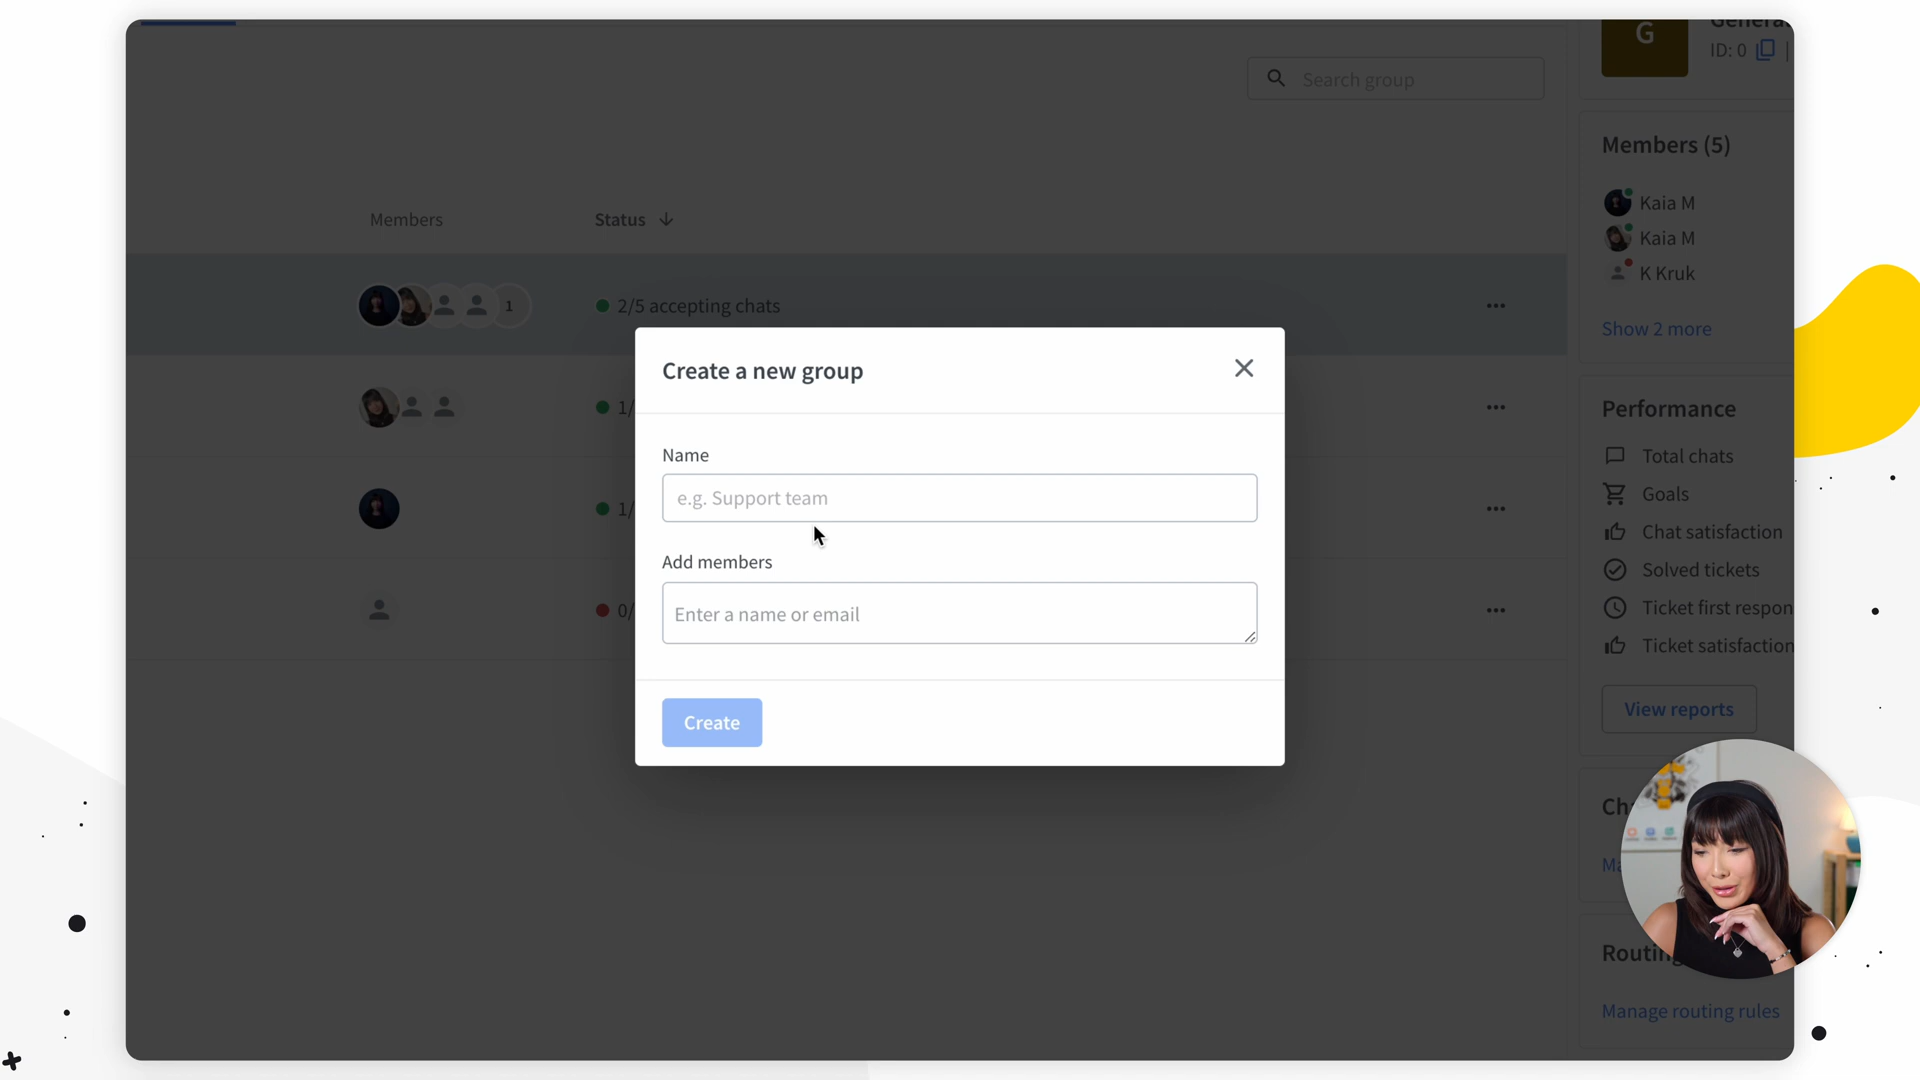 G
General
ID: 0
Search group
Members (5)
Members
Status
Kaia M
Kaia M
K Kruk
1
2/5 accepting chats
Show 2 more
Create a new group
1/
Performance
Name
Total chats
e.g. Support team
Goals
1/
Chat satisfaction
Add members
Solved tickets
Enter a name or email
0/
Ticket first respon
Ticket satisfaction
View reports
Create
Manage routing rules